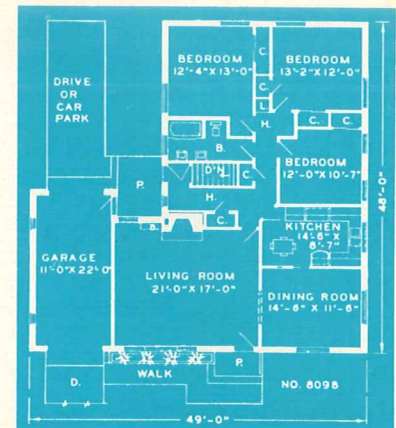 BEDROOM
12'-4" X 13'-0"
C.
BEDROOM
13'-2" X 12'-0"
DRIVE
OR
CAR
PARK
C.
L.
H.
C.
C.
B.
BEDROOM
12'-0" X 10'-7"
D'N
C.
P.
H.
C.
B.
KITCHEN
14'-6" X
8'-7"
48'-0"
GARAGE
11'-0" X 22'-0"
LIVING ROOM
21'-0" X 17'-0"
DINING ROOM
14'-6" X 11'-6"
D.
WALK
P.
NO. 8098
49'-0"